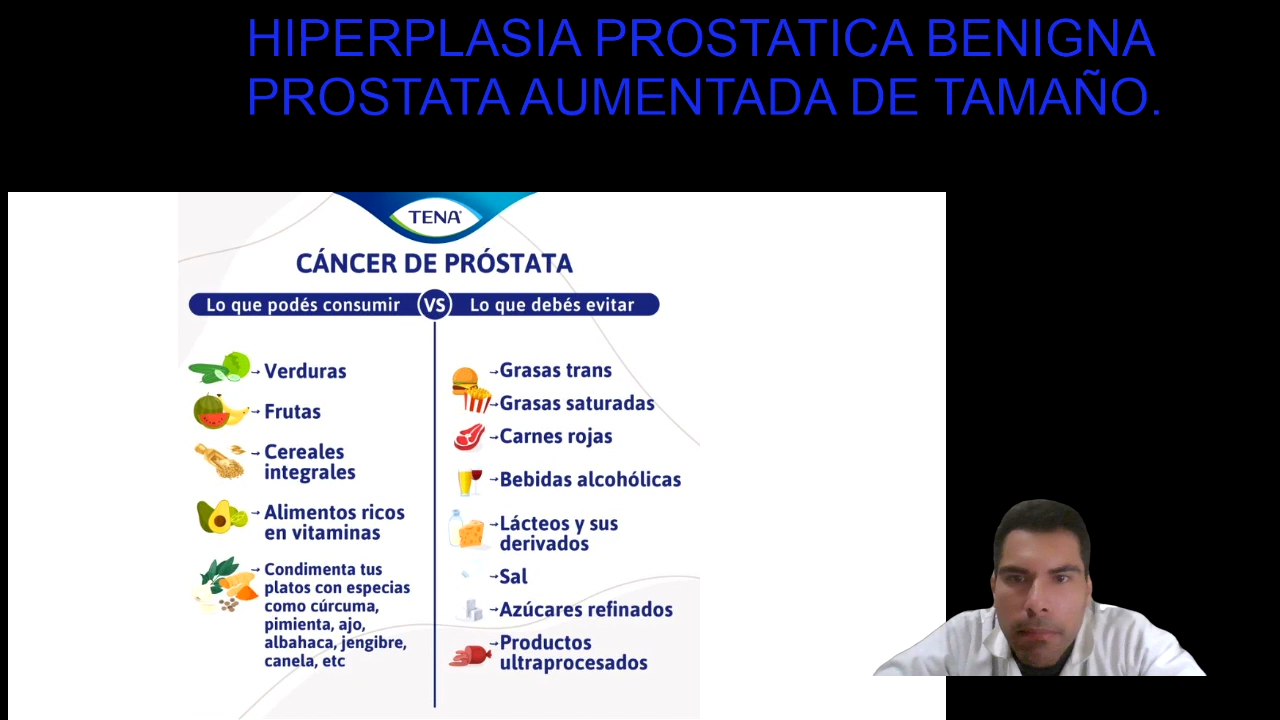 HIPERPLASIA PROSTATICA BENIGNA
PROSTATA AUMENTADA DE TAMAÑO.
TENA
CÁNCER DE PRÓSTATA
Lo que podés consumir
VS
Lo que debés evitar
Verduras
Frutas
Cereales
integrales
Alimentos ricos
en vitaminas
Condimenta tus
platos con especias
como cúrcuma,
pimienta, ajo,
albahaca, jengibre,
canela, etc
Grasas trans
Grasas saturadas
Carnes rojas
Bebidas alcohólicas
Lácteos y sus
derivados
Sal
Azúcares refinados
Productos
ultraprocesados